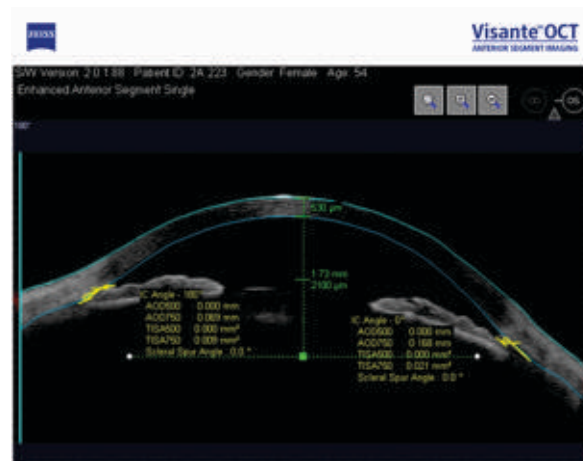 ZEISS
Visante™ OCT
ANTERIOR SEGMENT IMAGING
S/W Version: 2.0.1.88 Patient ID: 2A 223 Gender: Female Age: 54
Enhanced Anterior Segment Single
OS
180°
530 µm
1.73 mm
2100 µm
IC Angle - 180°
AOD500 0.000 mm
AOD750 0.069 mm
TISA500 0.000 mm²
TISA750 0.009 mm²
Scleral Spur Angle : 0.0 °
IC Angle - 0°
AOD500 0.000 mm
AOD750 0.168 mm
TISA500 0.000 mm²
TISA750 0.021 mm²
Scleral Spur Angle : 0.0 °